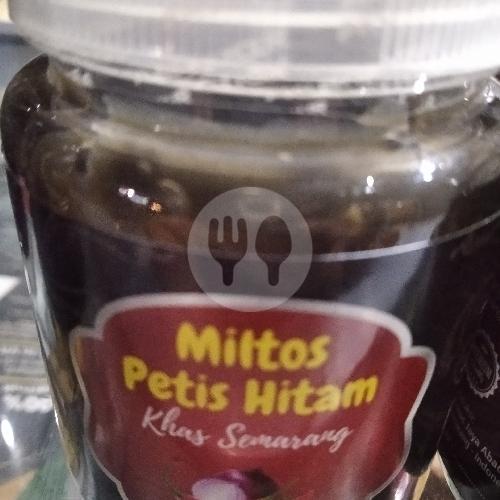 Miltos
Petis Hitam
Khas Semarang